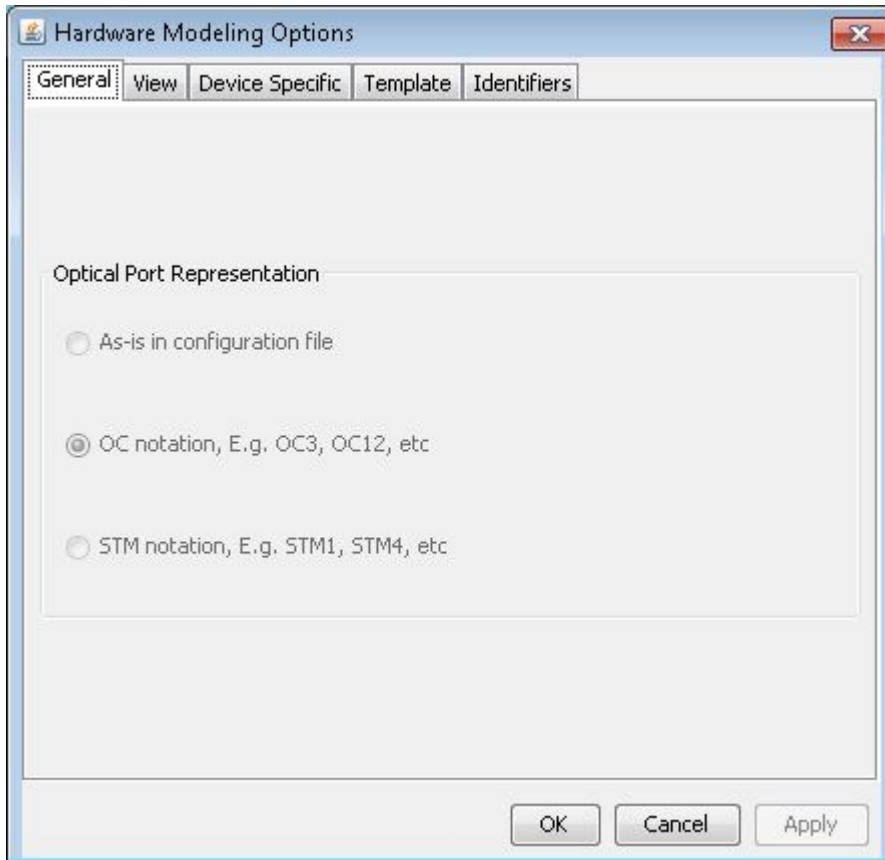 Hardware Modeling Options
General View Device Specific Template Identifiers
Optical Port Representation
As-is in configuration file
OC notation, E.g. OC3, OC12, etc
STM notation, E.g. STM1, STM4, etc
OK Cancel Apply